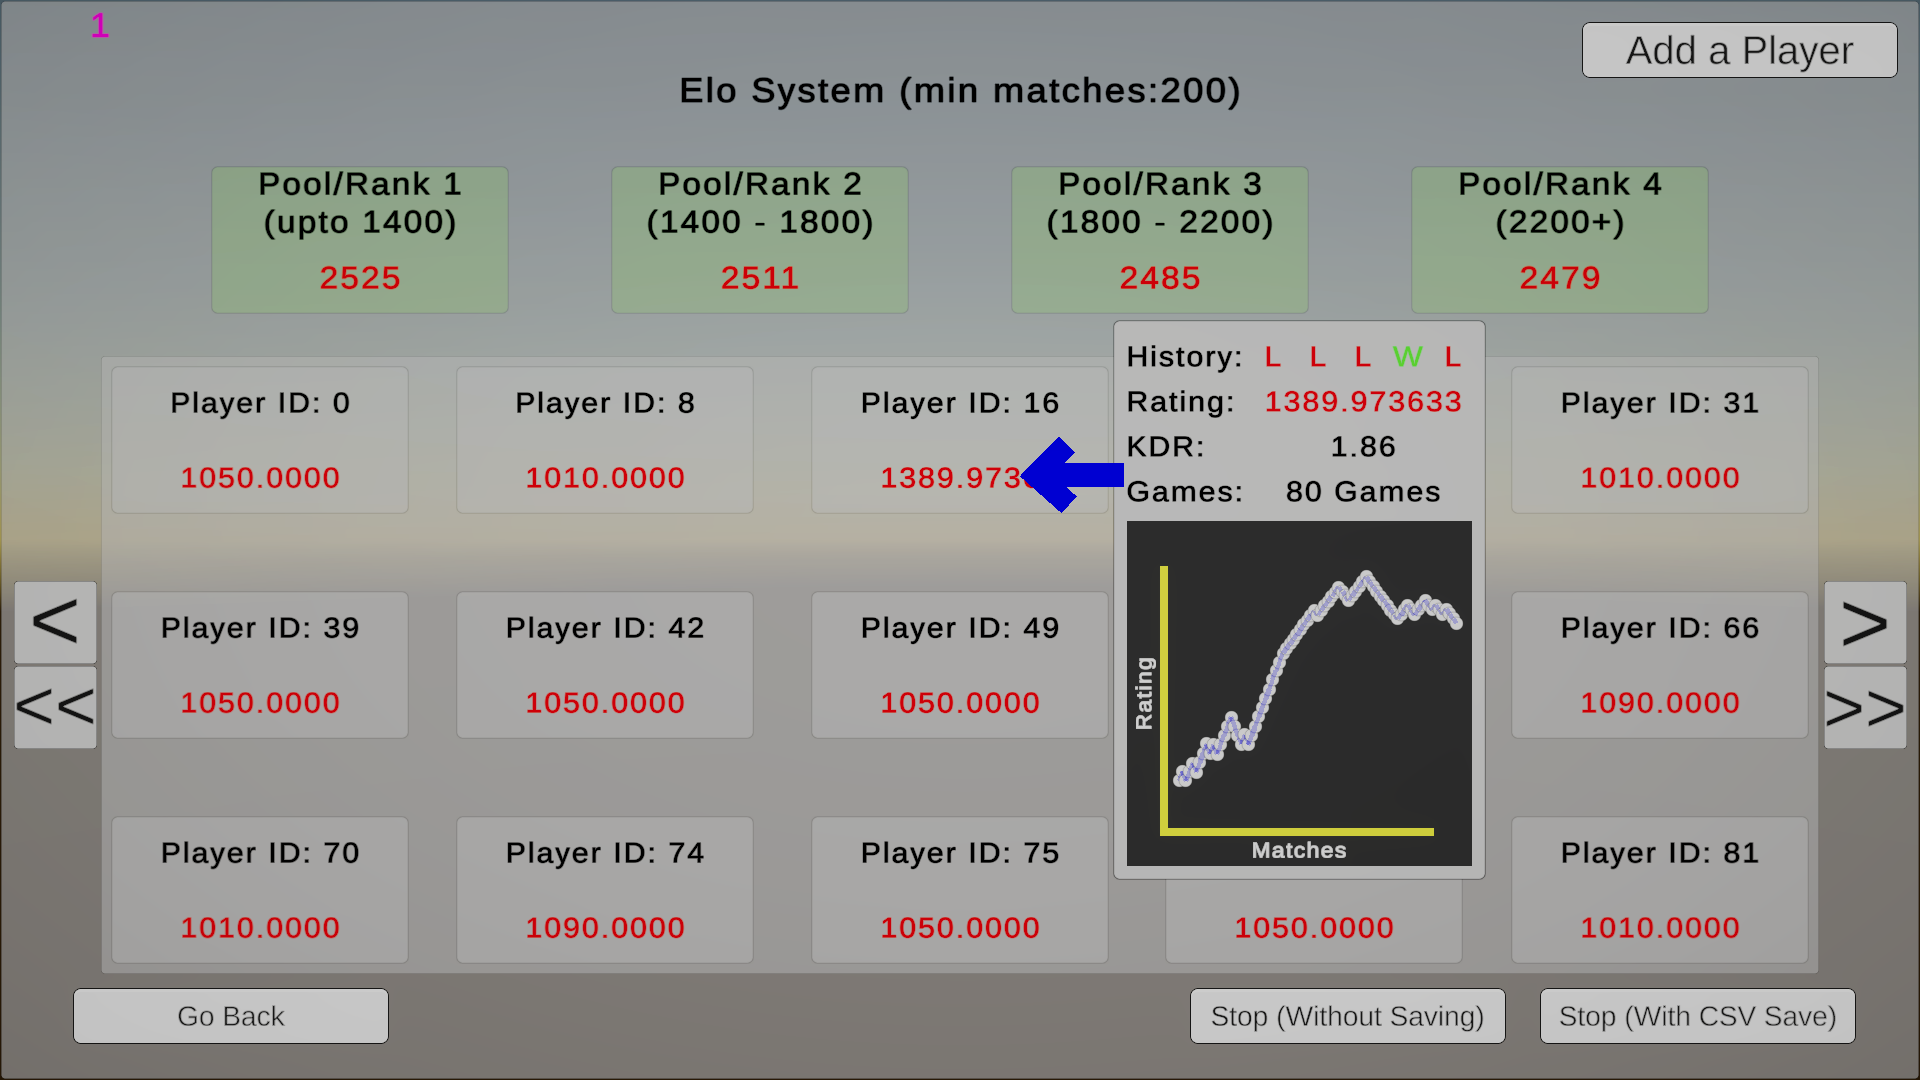 1
Add a Player
Elo System (min matches:200)
Pool/Rank 1
(upto 1400)
2525
Pool/Rank 2
(1400 - 1800)
2511
Pool/Rank 3
(1800 - 2200)
2485
Pool/Rank 4
(2200+)
2479
Player ID: 0
1050.0000
Player ID: 8
1010.0000
Player ID: 16
1389.973
History: L L L W L
Rating: 1389.973633
KDR: 1.86
Games: 80 Games
Rating
Matches
Player ID: 31
1010.0000
<
<<
Player ID: 39
1050.0000
Player ID: 42
1050.0000
Player ID: 49
1050.0000
Player ID: 66
1090.0000
>
>>
Player ID: 70
1010.0000
Player ID: 74
1090.0000
Player ID: 75
1050.0000
1050.0000
Player ID: 81
1010.0000
Go Back
Stop (Without Saving)
Stop (With CSV Save)